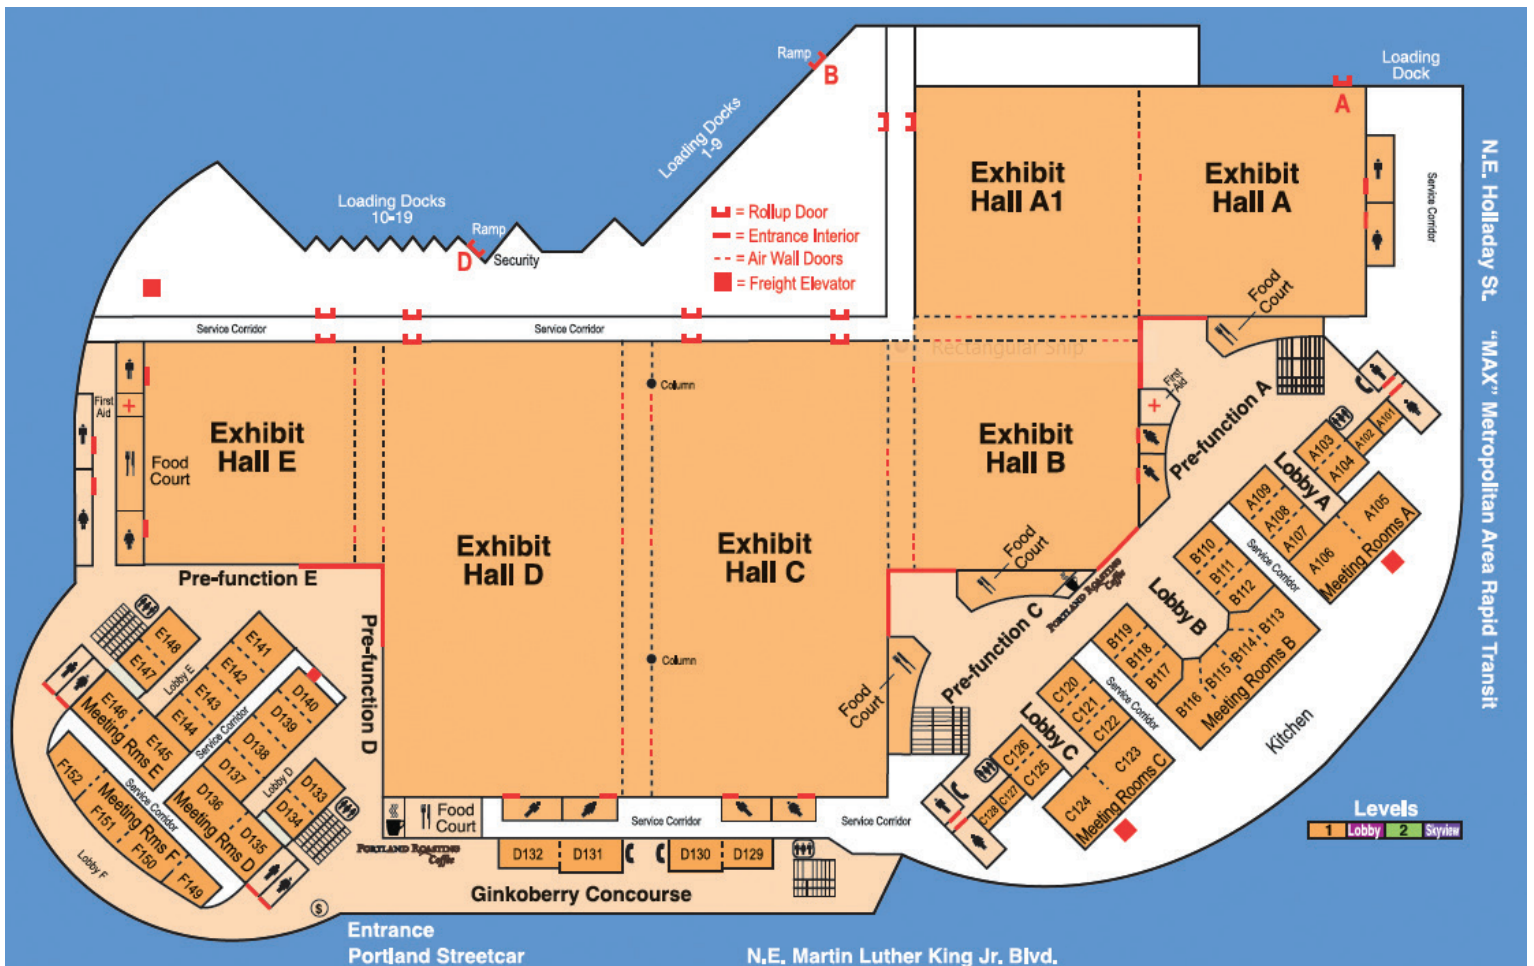 Ramp
B
Loading Docks
1-9
Loading
Dock
A
Loading Docks
10-19
Ramp
D
Security
= Rollup Door
= Entrance Interior
= Air Wall Doors
= Freight Elevator
Exhibit
Hall A1
Exhibit
Hall A
Service Corridor
N.E. Holladay St.
"MAX" Metropolitan Area Rapid Transit
Service Corridor
Service Corridor
Food
Court
Rectangular Snip
First
Aid
Food
Court
Exhibit
Hall E
Column
Exhibit
Hall D
Exhibit
Hall C
Column
Exhibit
Hall B
First
Aid
Pre-function A
Food
Court
PORTLAND ROASTING
Coffee
Pre-function C
Food
Court
A101
A102
A103
A104
Lobby A
A105
A106
Meeting Rooms A
A109
A108
A107
Service Corridor
B110
B111
B112
Lobby B
B113
B114
B115
B116
Meeting Rooms B
B119
B118
B117
Service Corridor
C120
C121
C122
Lobby C
C123
C124
Meeting Rooms C
C126
C125
C127
C128
Kitchen
Pre-function E
Pre-function D
E148
E147
Lobby E
E141
E142
E143
E144
E146
E145
Meeting Rms E
Service Corridor
D140
D139
D138
D137
Lobby D
D133
D134
D136
D135
Meeting Rms D
Service Corridor
F152
F151
F150
F149
Meeting Rms F
Lobby F
Food
Court
PORTLAND ROASTING
Coffee
Service Corridor
Service Corridor
D132
D131
D130
D129
Ginkoberry Concourse
$
Levels
1 Lobby 2 Skyview
Entrance
Portland Streetcar
N.E. Martin Luther King Jr. Blvd.